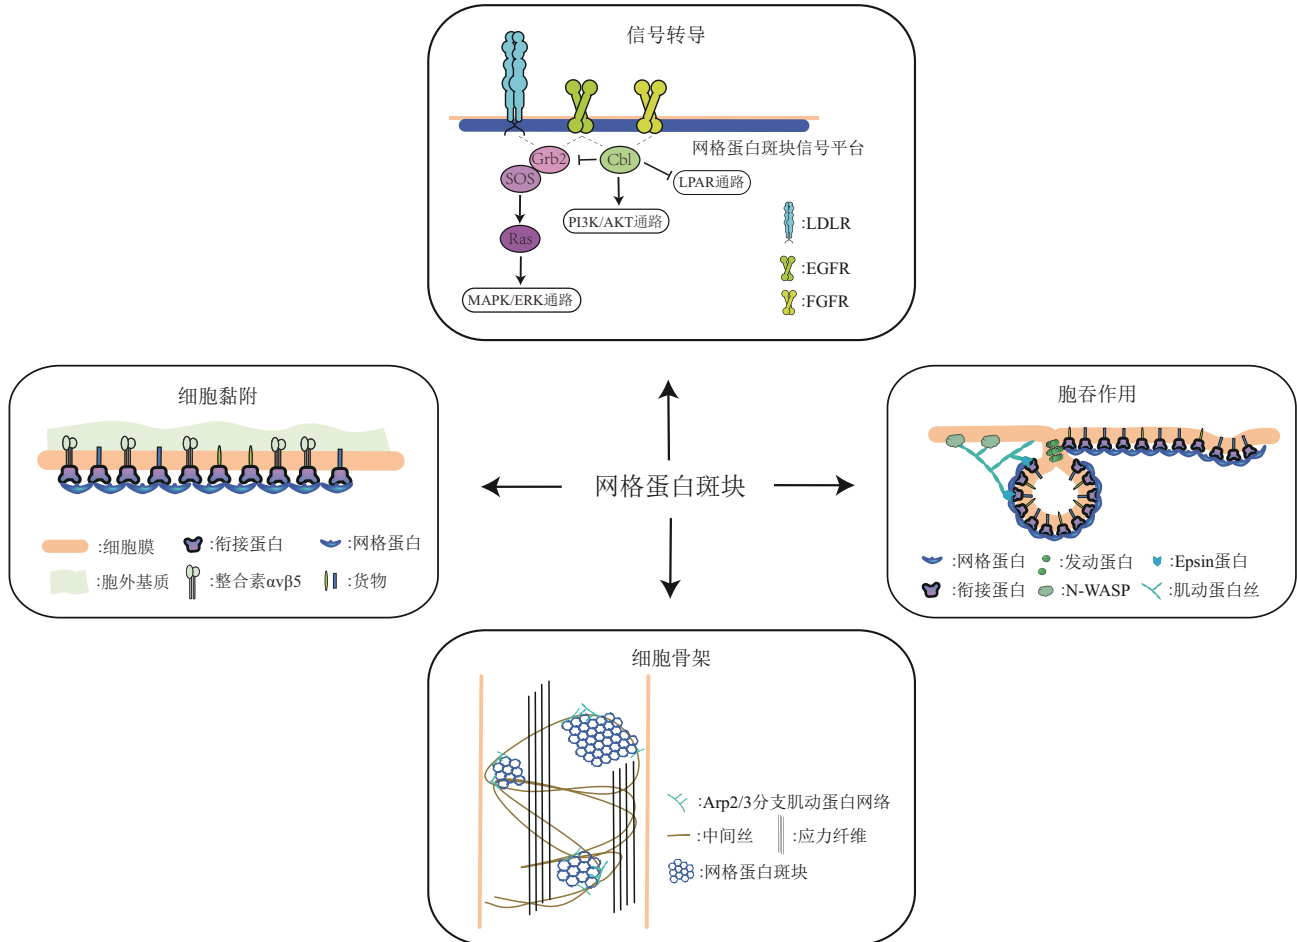 信号转导
网格蛋白斑块信号平台
Grb2
Cbl
SOS
LPAR通路
PI3K/AKT通路
Ras
MAPK/ERK通路
:LDLR
:EGFR
:FGFR
细胞黏附
:细胞膜
:衔接蛋白
:网格蛋白
:胞外基质
:整合素αvβ5
:货物
网格蛋白斑块
胞吞作用
:网格蛋白
:发动蛋白
:Epsin蛋白
:衔接蛋白
:N-WASP
:肌动蛋白丝
细胞骨架
:Arp2/3分支肌动蛋白网络
:中间丝
:应力纤维
:网格蛋白斑块